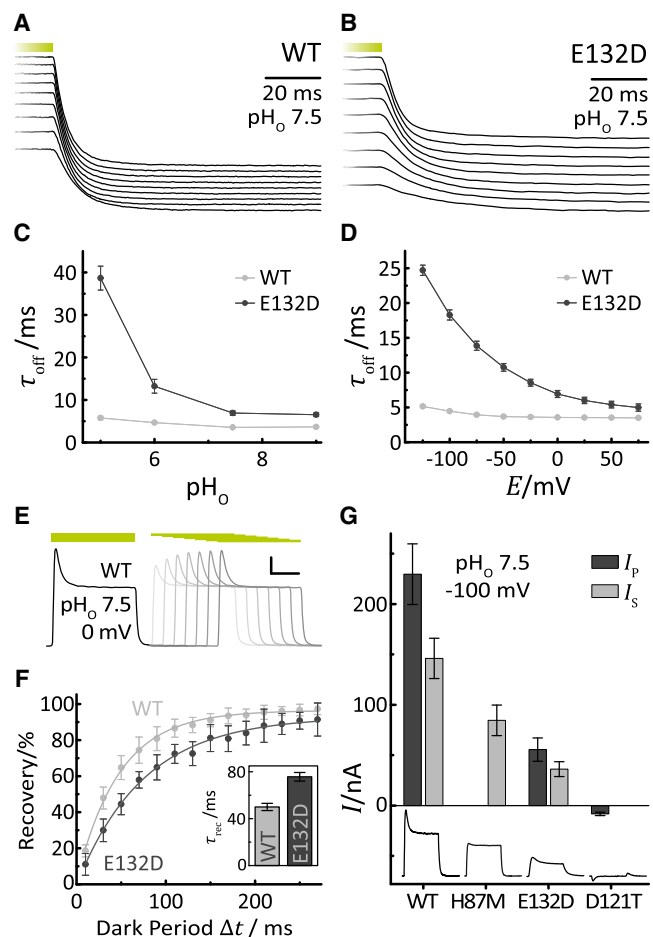 A
WT
20 ms
pHO 7.5
B
E132D
20 ms
pHO 7.5
C
WT
E132D
τoff /ms
40
30
20
10
0
6
8
pHO
D
WT
E132D
τoff /ms
25
20
15
10
5
0
-100
-50
0
50
E/mV
E
WT
pHO 7.5
0 mV
F
WT
E132D
Recovery/%
100
80
60
40
20
0
0
100
200
Dark Period Δt / ms
τrec /ms
80
40
0
WT
E132D
G
pHO 7.5
-100 mV
IP
IS
I/nA
200
100
0
WT
H87M
E132D
D121T